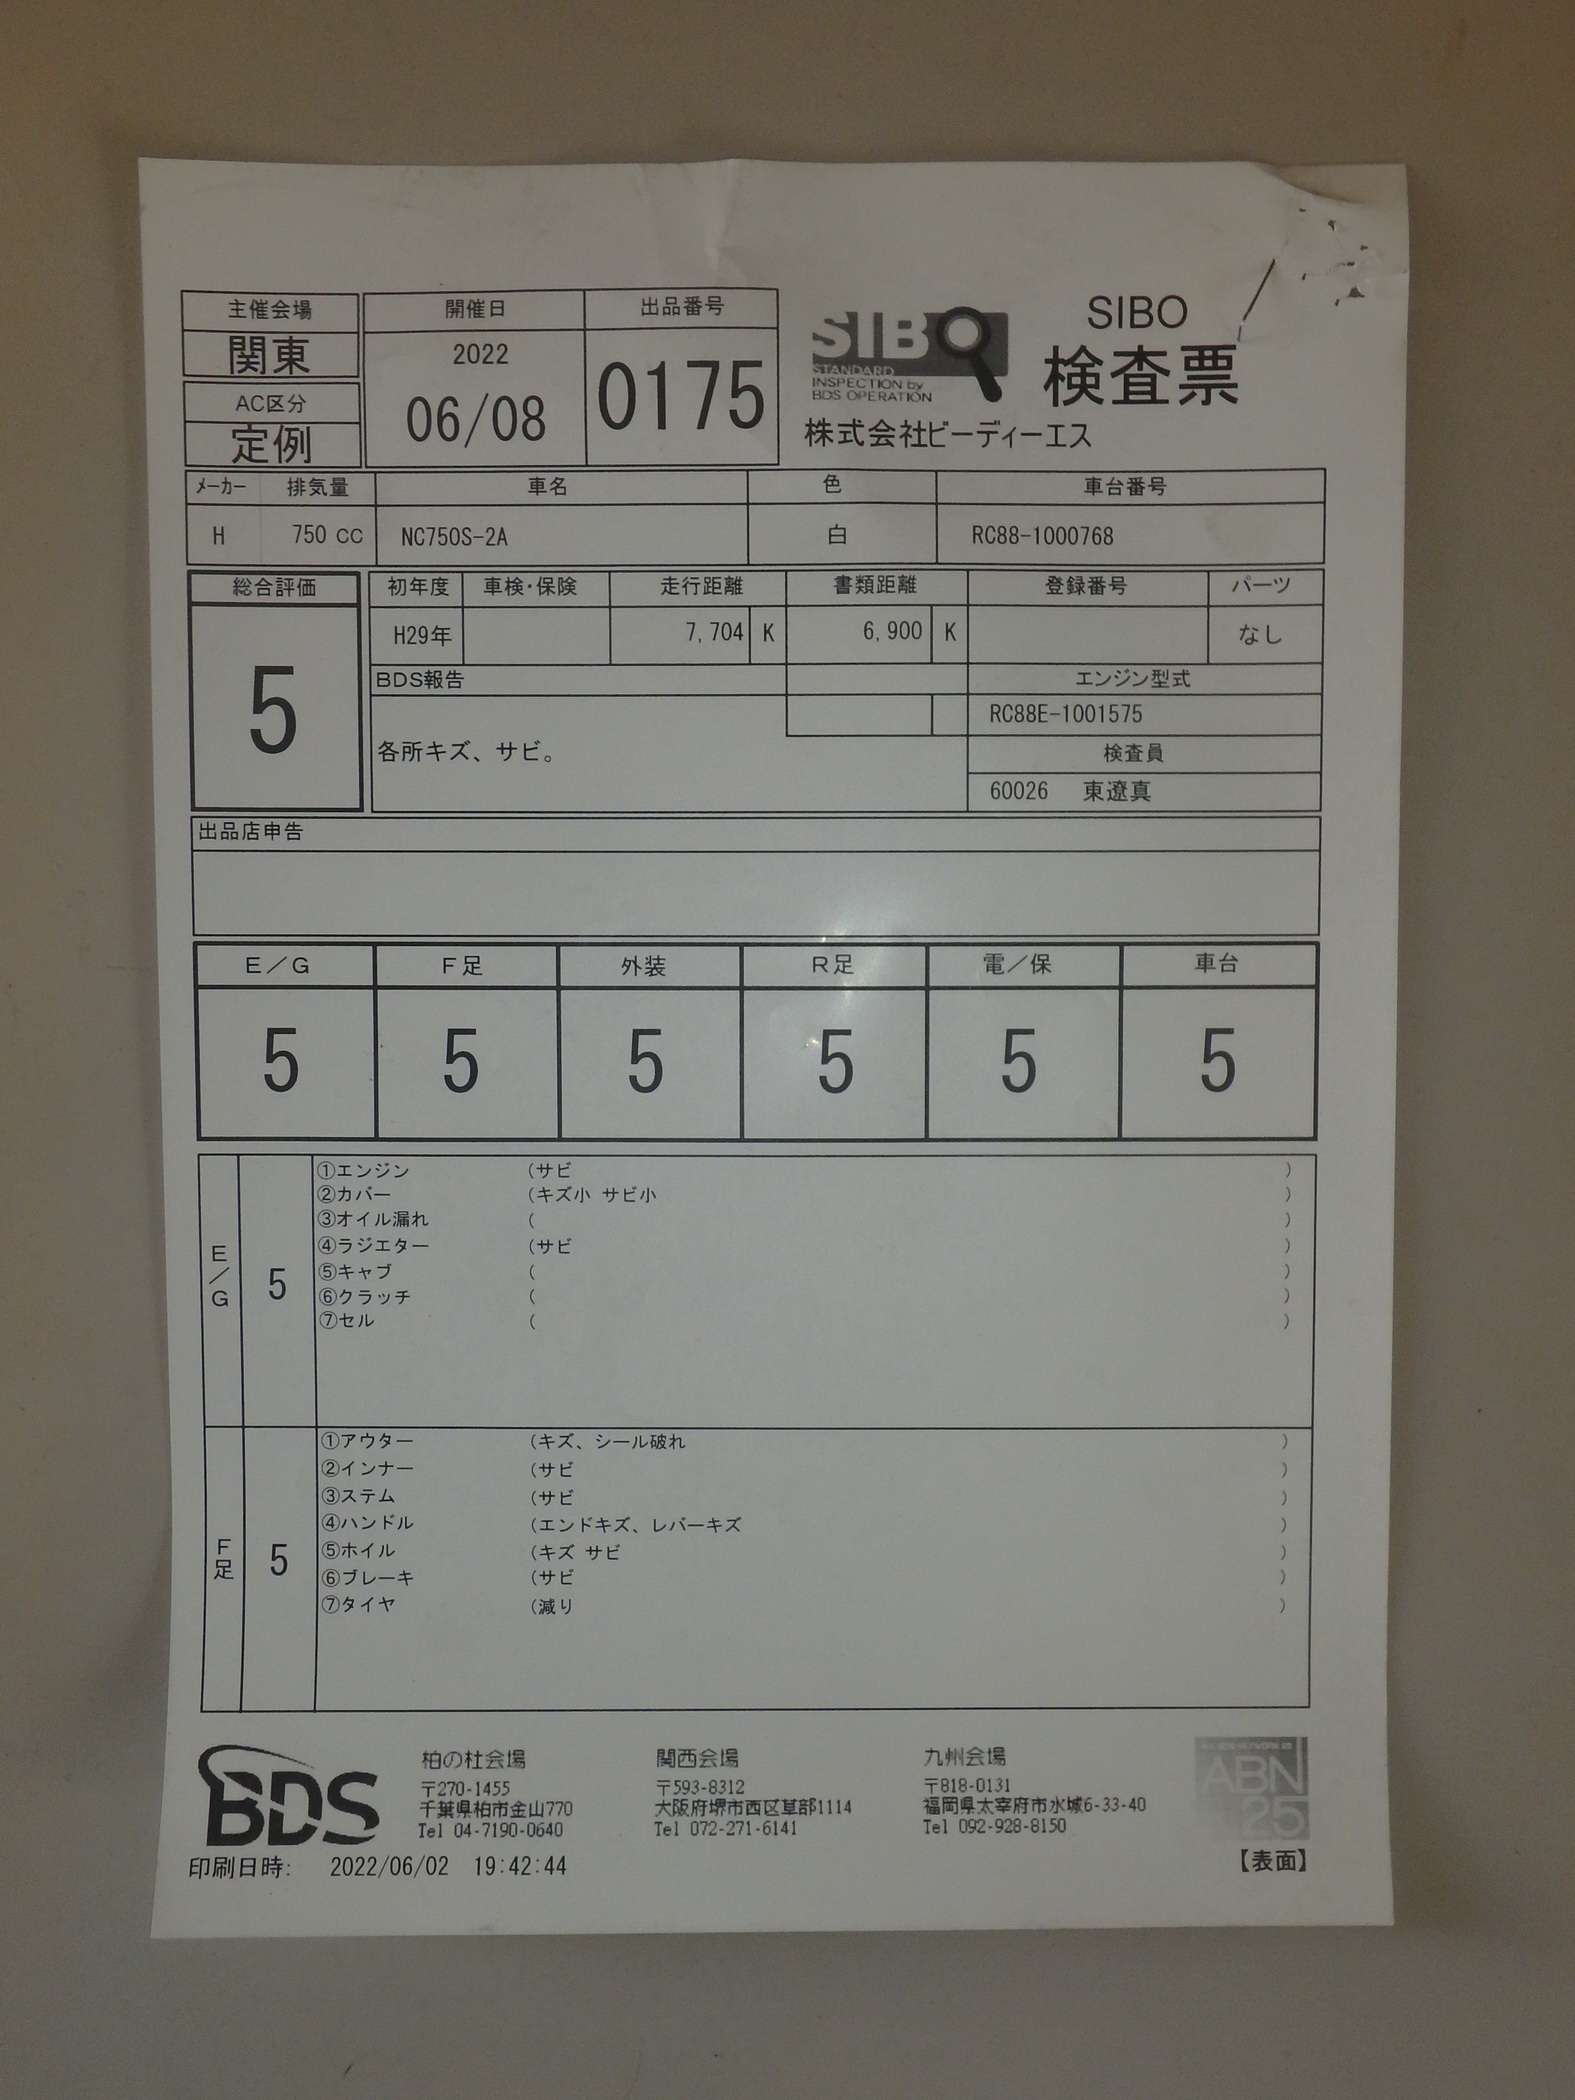 主催会場
関東
AC区分
定例
開催日
2022
06/08
出品番号
0175
SIBO
STANDARD
INSPECTION by
BDS OPERATION
SIBO
検査票
株式会社ビーディーエス
メーカー 排気量 車名 色 車台番号
H 750 CC NC750S-2A 白 RC88-1000768
総合評価 初年度 車検・保険 走行距離 書類距離 登録番号 パーツ
5
H29年 7,704 K 6,900 K なし
BDS報告 エンジン型式
RC88E-1001575
各所キズ、サビ。 検査員
60026 東遼真
出品店申告
E/G F足 外装 R足 電/保 車台
5 5 5 5 5 5
E/G 5
①エンジン (サビ )
②カバー (キズ小 サビ小 )
③オイル漏れ ( )
④ラジエター (サビ )
⑤キャブ ( )
⑥クラッチ ( )
⑦セル ( )
F足 5
①アウター (キズ、シール破れ )
②インナー (サビ )
③ステム (サビ )
④ハンドル (エンドキズ、レバーキズ )
⑤ホイル (キズ サビ )
⑥ブレーキ (サビ )
⑦タイヤ (減り )
BDS
柏の杜会場 関西会場 九州会場
〒270-1455 〒593-8312 〒818-0131
千葉県柏市金山770 大阪府堺市西区草部1114 福岡県太宰府市水城6-33-40
Tel 04-7190-0640 Tel 072-271-6141 Tel 092-928-8150
ABN
25
印刷日時: 2022/06/02 19:42:44 【表面】